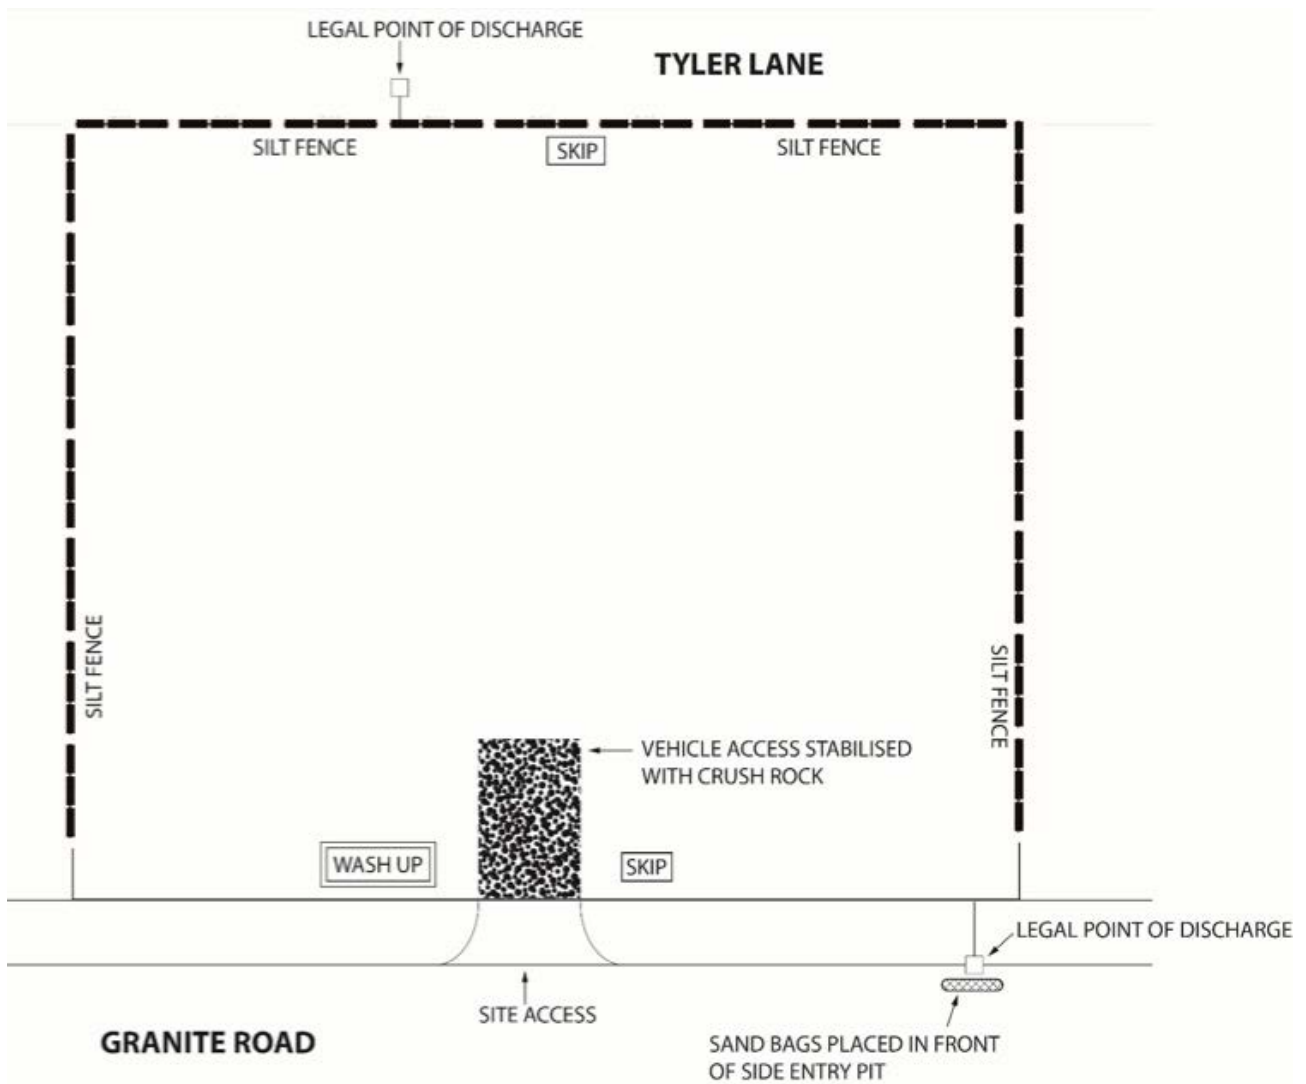 LEGAL POINT OF DISCHARGE
TYLER LANE
SILT FENCE
SKIP
SILT FENCE
SILT FENCE
SILT FENCE
VEHICLE ACCESS STABILISED
WITH CRUSH ROCK
WASH UP
SKIP
LEGAL POINT OF DISCHARGE
SITE ACCESS
GRANITE ROAD
SAND BAGS PLACED IN FRONT
OF SIDE ENTRY PIT